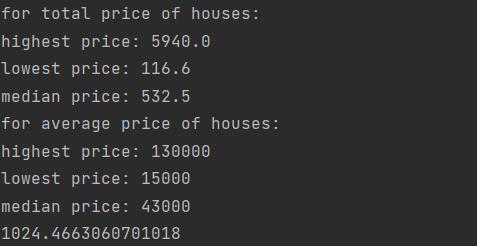 for total price of houses:
highest price: 5940.0
lowest price: 116.6
median price: 532.5
for average price of houses:
highest price: 130000
lowest price: 15000
median price: 43000
1024.4663060701018